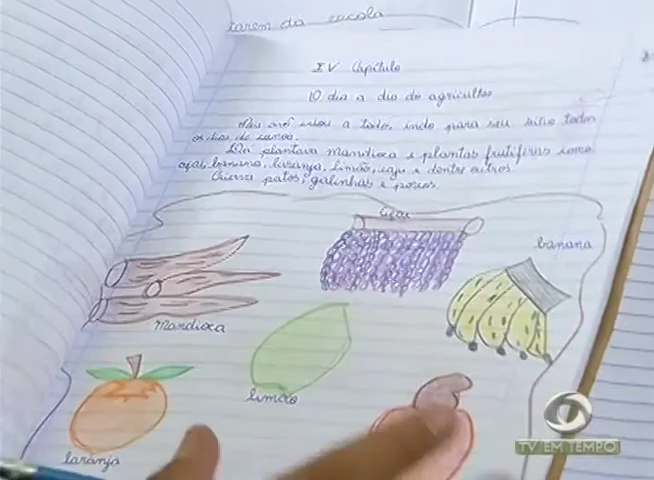 tarem da escola
IV Capítulo
O dia a dia do agricultor
Meu avô criou a todos, indo para seu sítio todos
os dias de canoa.
Lá plantava mandioca e plantas frutíferas como
açaí, banana, laranja, limão, caju e dentre outros.
Criava patos, galinhas e porcos.
açaí
banana
mandioca
limão
laranja
TV EM TEMPO